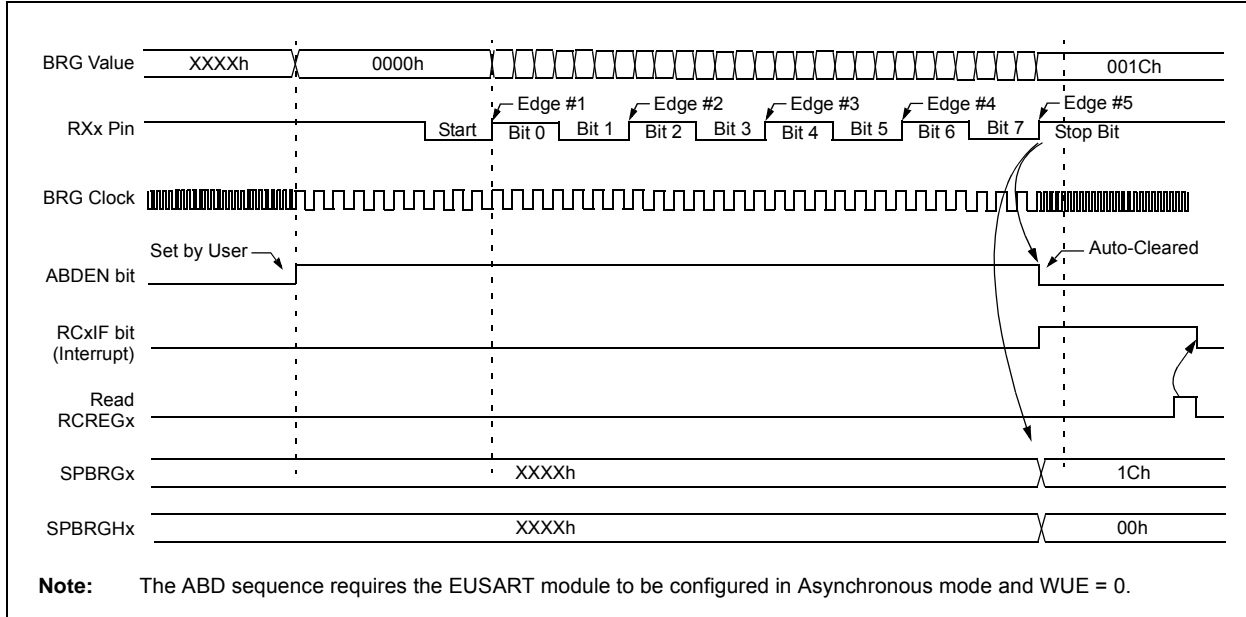 BRG Value XXXXh 0000h 001Ch
Edge #1 Edge #2 Edge #3 Edge #4 Edge #5
RXx Pin Start Bit 0 Bit 1 Bit 2 Bit 3 Bit 4 Bit 5 Bit 6 Bit 7 Stop Bit
BRG Clock
Set by User Auto-Cleared
ABDEN bit
RCxIF bit
(Interrupt)
Read
RCREGx
SPBRGx XXXXh 1Ch
SPBRGHx XXXXh 00h
Note: The ABD sequence requires the EUSART module to be configured in Asynchronous mode and WUE = 0.